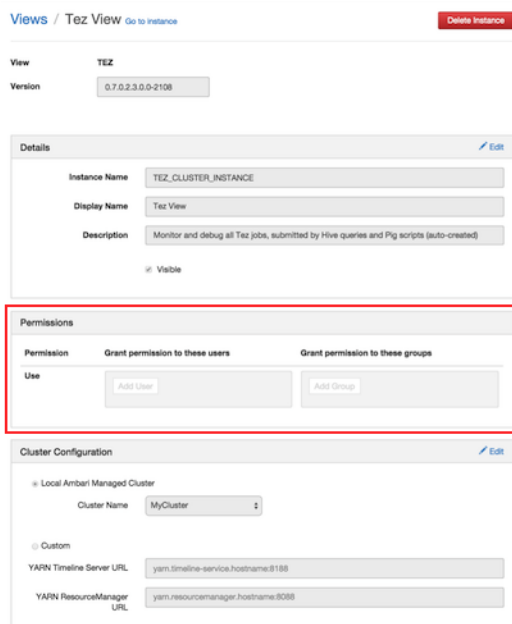 Views / Tez View Go to instance
Delete Instance
View TEZ
Version 0.7.0.2.3.0.0-2108
Details Edit
Instance Name TEZ_CLUSTER_INSTANCE
Display Name Tez View
Description Monitor and debug all Tez jobs, submitted by Hive queries and Pig scripts (auto-created)
Visible
Permissions
Permission Grant permission to these users Grant permission to these groups
Use Add User Add Group
Cluster Configuration Edit
Local Ambari Managed Cluster
Cluster Name MyCluster
Custom
YARN Timeline Server URL yarn.timeline-service.hostname:8188
YARN ResourceManager yarn.resourcemanager.hostname:8088
URL